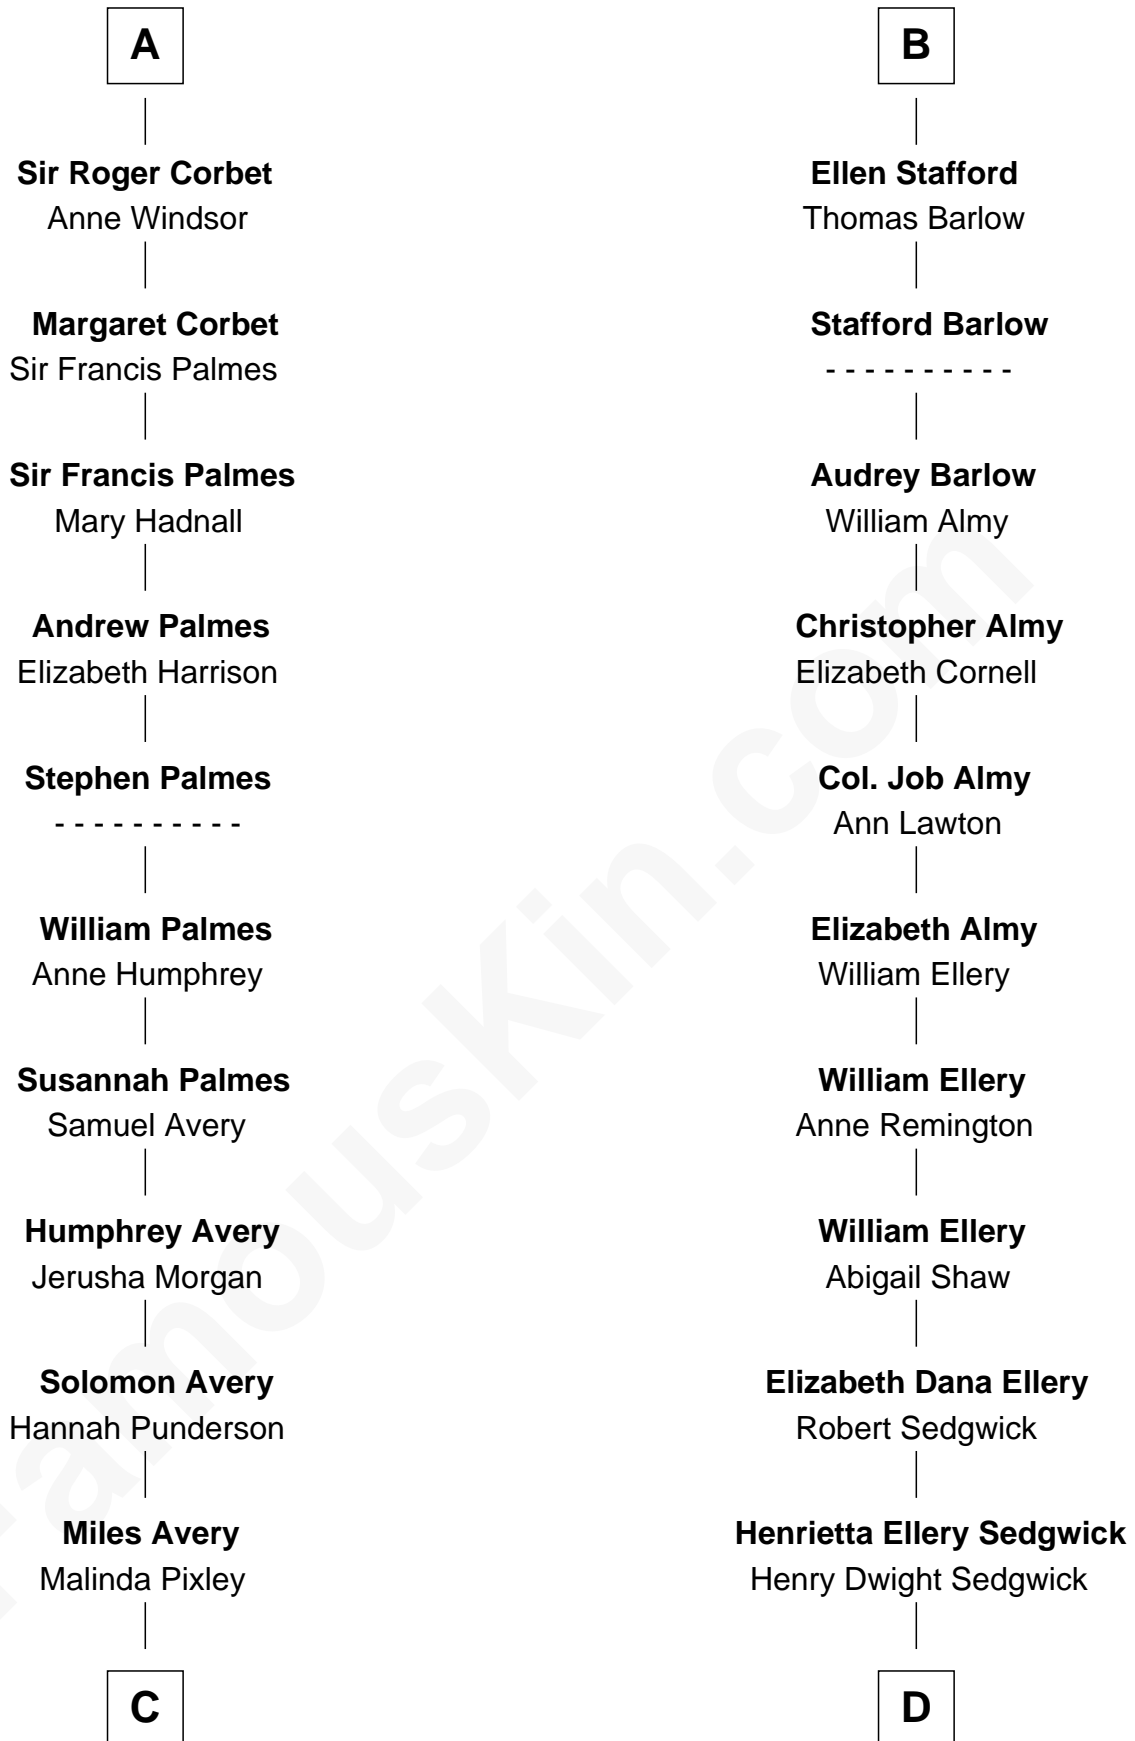 A
Sir Roger Corbet
Anne Windsor
Margaret Corbet
Sir Francis Palmes
Sir Francis Palmes
Mary Hadnall
Andrew Palmes
Elizabeth Harrison
Stephen Palmes
- - - - - - - - - -
William Palmes
Anne Humphrey
Susannah Palmes
Samuel Avery
Humphrey Avery
Jerusha Morgan
Solomon Avery
Hannah Punderson
Miles Avery
Malinda Pixley
C
B
Ellen Stafford
Thomas Barlow
Stafford Barlow
- - - - - - - - - -
Audrey Barlow
William Almy
Christopher Almy
Elizabeth Cornell
Col. Job Almy
Ann Lawton
Elizabeth Almy
William Ellery
William Ellery
Anne Remington
William Ellery
Abigail Shaw
Elizabeth Dana Ellery
Robert Sedgwick
Henrietta Ellery Sedgwick
Henry Dwight Sedgwick
D
FamousKin.com